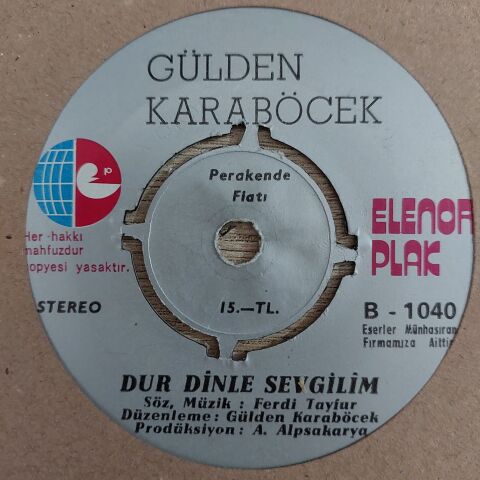 GÜLDEN
KARABÖCEK
Perakende
Fiatı
15.—TL.
ep
Her hakkı
mahfuzdur
kopyesi yasaktır.
STEREO
ELENOR
PLAK
B - 1040
Eserler Münhasıran
Firmamıza Aittir
DUR DİNLE SEVGİLİM
Söz, Müzik : Ferdi Tayfur
Düzenleme : Gülden Karaböcek
Prodüksiyon : A. Alpsakarya